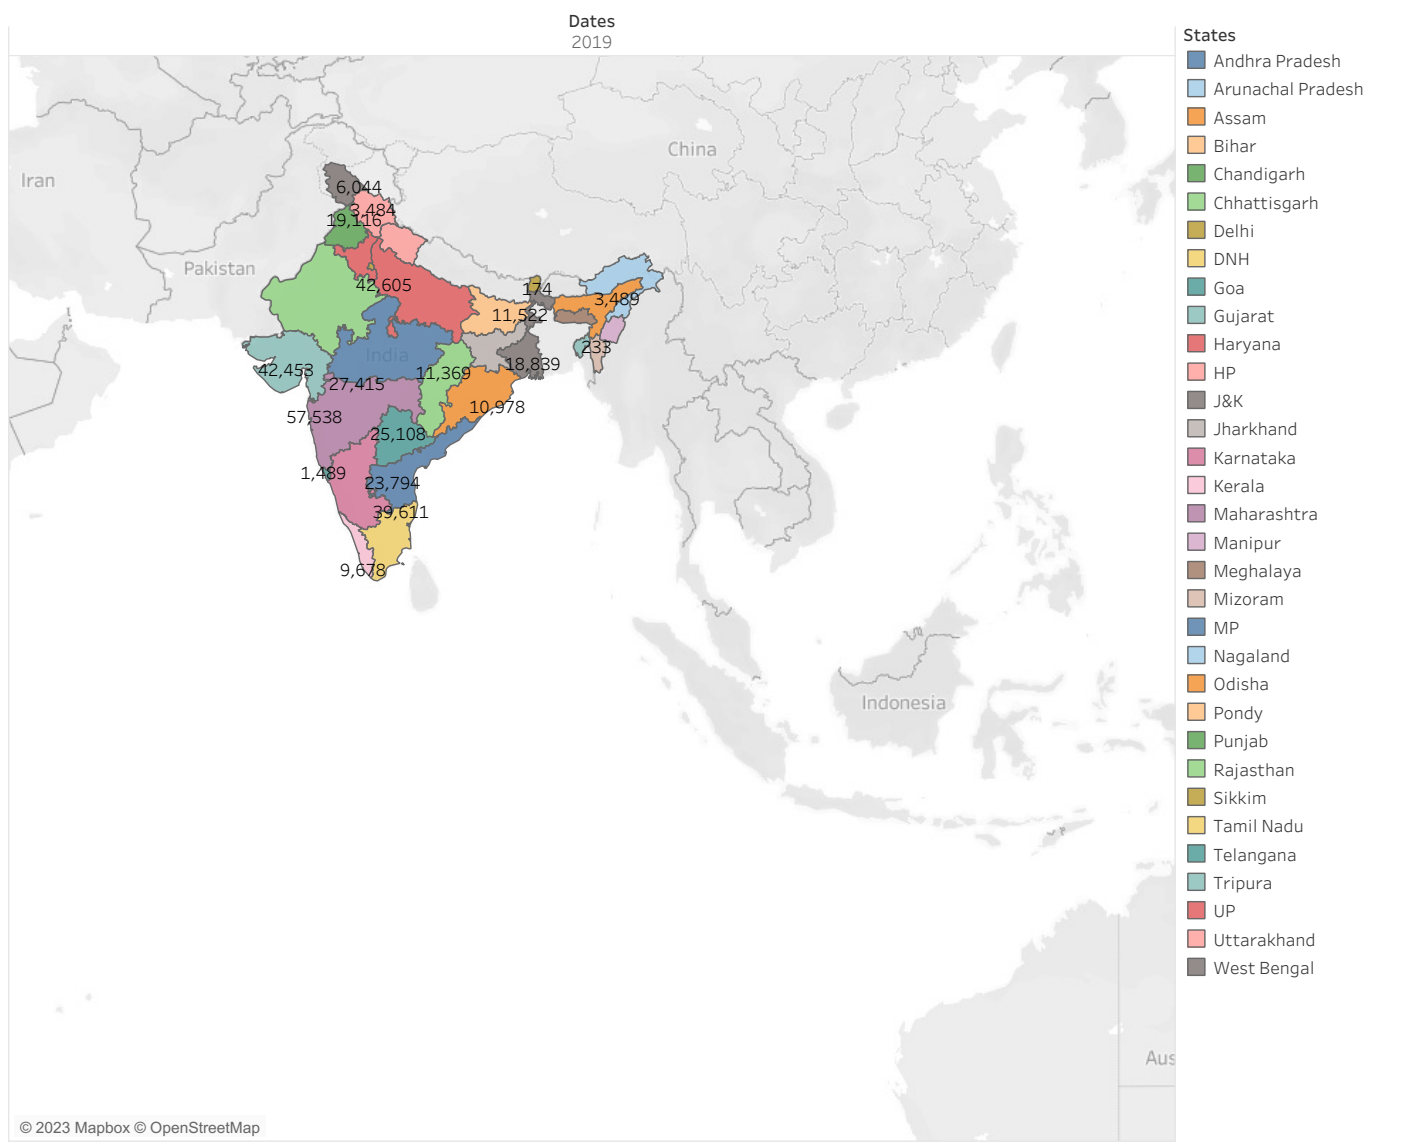 Dates
2019
States
Andhra Pradesh
Arunachal Pradesh
Assam
Bihar
Chandigarh
Chhattisgarh
Delhi
DNH
Goa
Gujarat
Haryana
HP
J&K
Jharkhand
Karnataka
Kerala
Maharashtra
Manipur
Meghalaya
Mizoram
MP
Nagaland
Odisha
Pondy
Punjab
Rajasthan
Sikkim
Tamil Nadu
Telangana
Tripura
UP
Uttarakhand
West Bengal
China
Iran
6,044
3,484
19,116
Pakistan
42,605
174
3,489
11,522
233
India
18,839
42,453
11,369
27,415
10,978
57,538
25,108
1,489
23,794
39,611
9,678
Indonesia
Aus
© 2023 Mapbox © OpenStreetMap